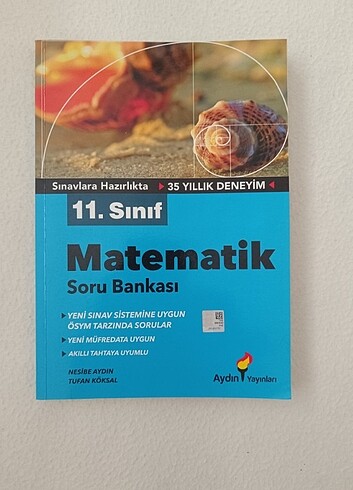 Sınavlara Hazırlıkta 35 YILLIK DENEYİM
11. Sınıf
Matematik
Soru Bankası
YENİ SINAV SİSTEMİNE UYGUN
ÖSYM TARZINDA SORULAR
YENİ MÜFREDATA UYGUN
AKILLI TAHTAYA UYUMLU
NESİBE AYDIN
TUFAN KÖKSAL
Aydın Yayınları